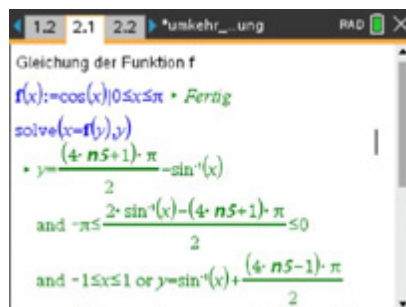 1.2 2.1 2.2 *umkehr_...ung RAD
Gleichung der Funktion f
f(x):=cos(x)|0≤x≤π ▸ Fertig
solve(x=f(y),y)
▸ y=((4·n5+1)·π)/2-sin⁻¹(x)
and -π≤(2·sin⁻¹(x)-(4·n5+1)·π)/2≤0
and -1≤x≤1 or y=sin⁻¹(x)+((4·n5-1)·π)/2